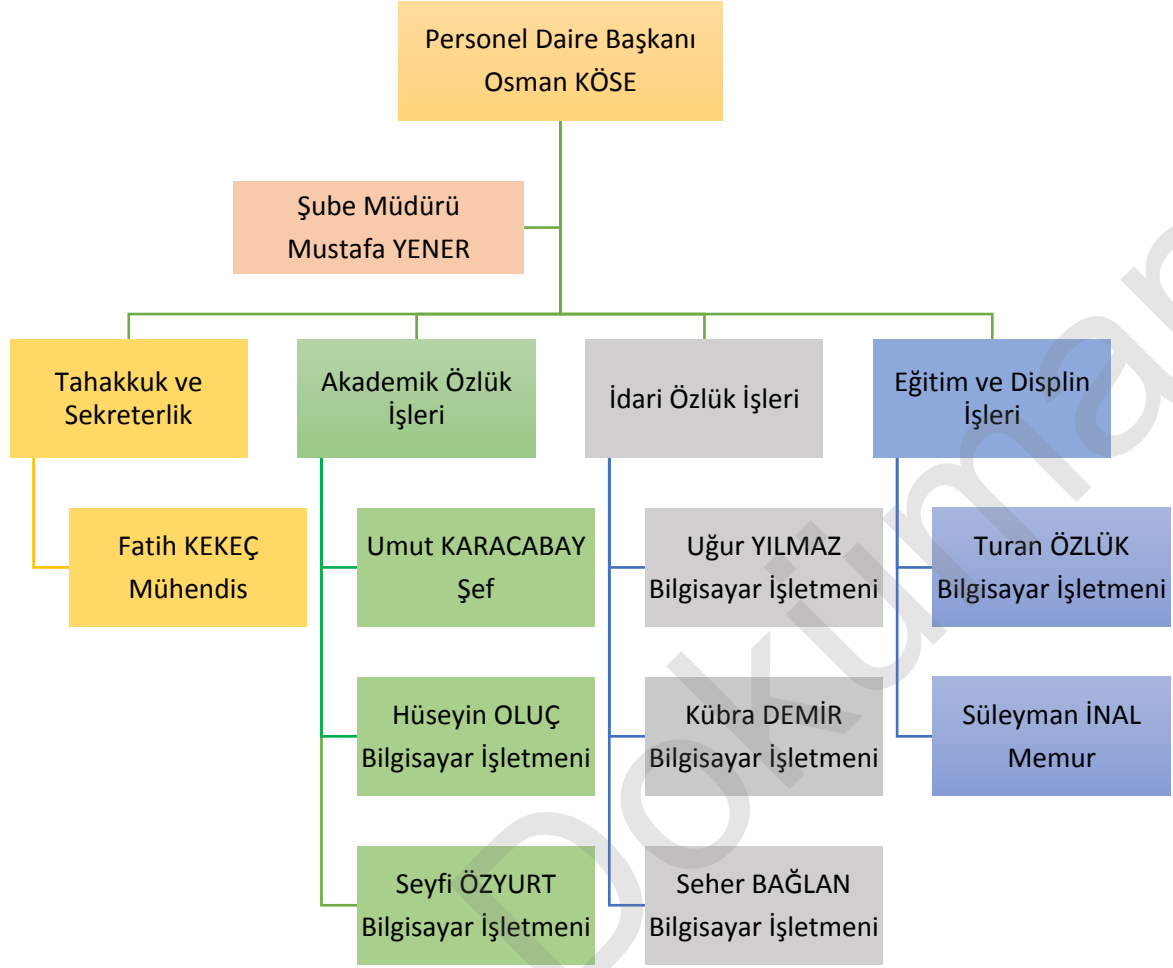 Personel Daire Başkanı
Osman KÖSE
Şube Müdürü
Mustafa YENER
Tahakkuk ve
Sekreterlik
Akademik Özlük
İşleri
İdari Özlük İşleri
Eğitim ve Displin
İşleri
Fatih KEKEÇ
Mühendis
Umut KARACABAY
Şef
Uğur YILMAZ
Bilgisayar İşletmeni
Turan ÖZLÜK
Bilgisayar İşletmeni
Hüseyin OLUÇ
Bilgisayar İşletmeni
Kübra DEMİR
Bilgisayar İşletmeni
Süleyman İNAL
Memur
Seyfi ÖZYURT
Bilgisayar İşletmeni
Seher BAĞLAN
Bilgisayar İşletmeni
Doküman